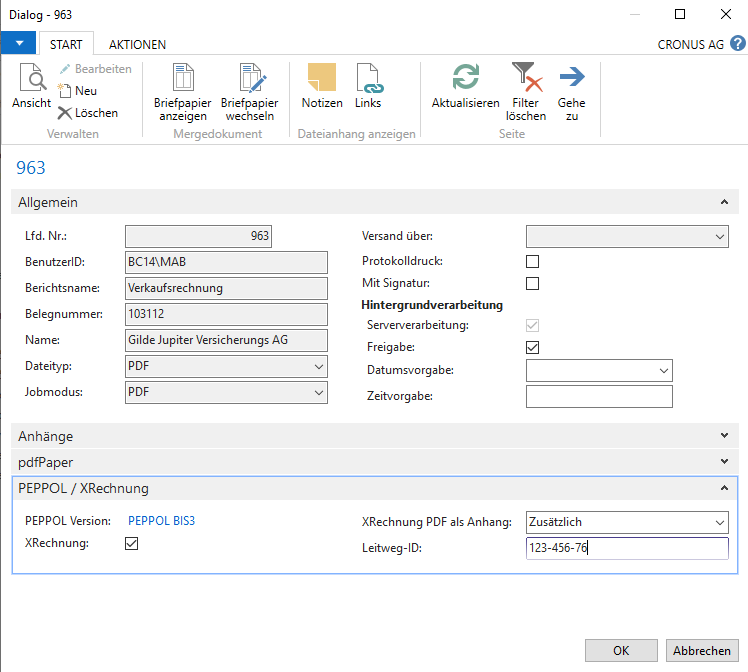 Dialog - 963
START AKTIONEN CRONUS AG ?
Ansicht
Bearbeiten
Neu
Löschen
Verwalten
Briefpapier anzeigen
Briefpapier wechseln
Mergedokument
Notizen
Links
Dateianhang anzeigen
Aktualisieren
Filter löschen
Gehe zu
Seite
963
Allgemein
Lfd. Nr.: 963
BenutzerID: BC14\MAB
Berichtsname: Verkaufsrechnung
Belegnummer: 103112
Name: Gilde Jupiter Versicherungs AG
Dateityp: PDF
Jobmodus: PDF
Versand über:
Protokolldruck:
Mit Signatur:
Hintergrundverarbeitung
Serververarbeitung:
Freigabe:
Datumsvorgabe:
Zeitvorgabe:
Anhänge
pdfPaper
PEPPOL / XRechnung
PEPPOL Version: PEPPOL BIS3
XRechnung:
XRechnung PDF als Anhang: Zusätzlich
Leitweg-ID: 123-456-76
OK Abbrechen